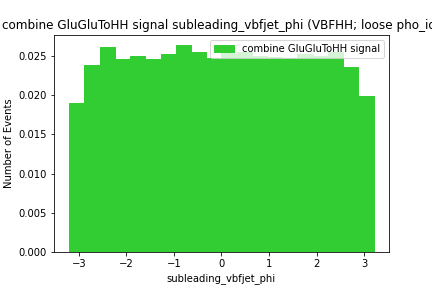 combine GluGluToHH signal subleading_vbfjet_phi (VBFHH; loose
combine GluGluToHH signal
0.025
0.020
0.015
0.010
0.005
0.000
Number of Events
−3 −2 −1 0 1 2 3
subleading_vbfjet_phi